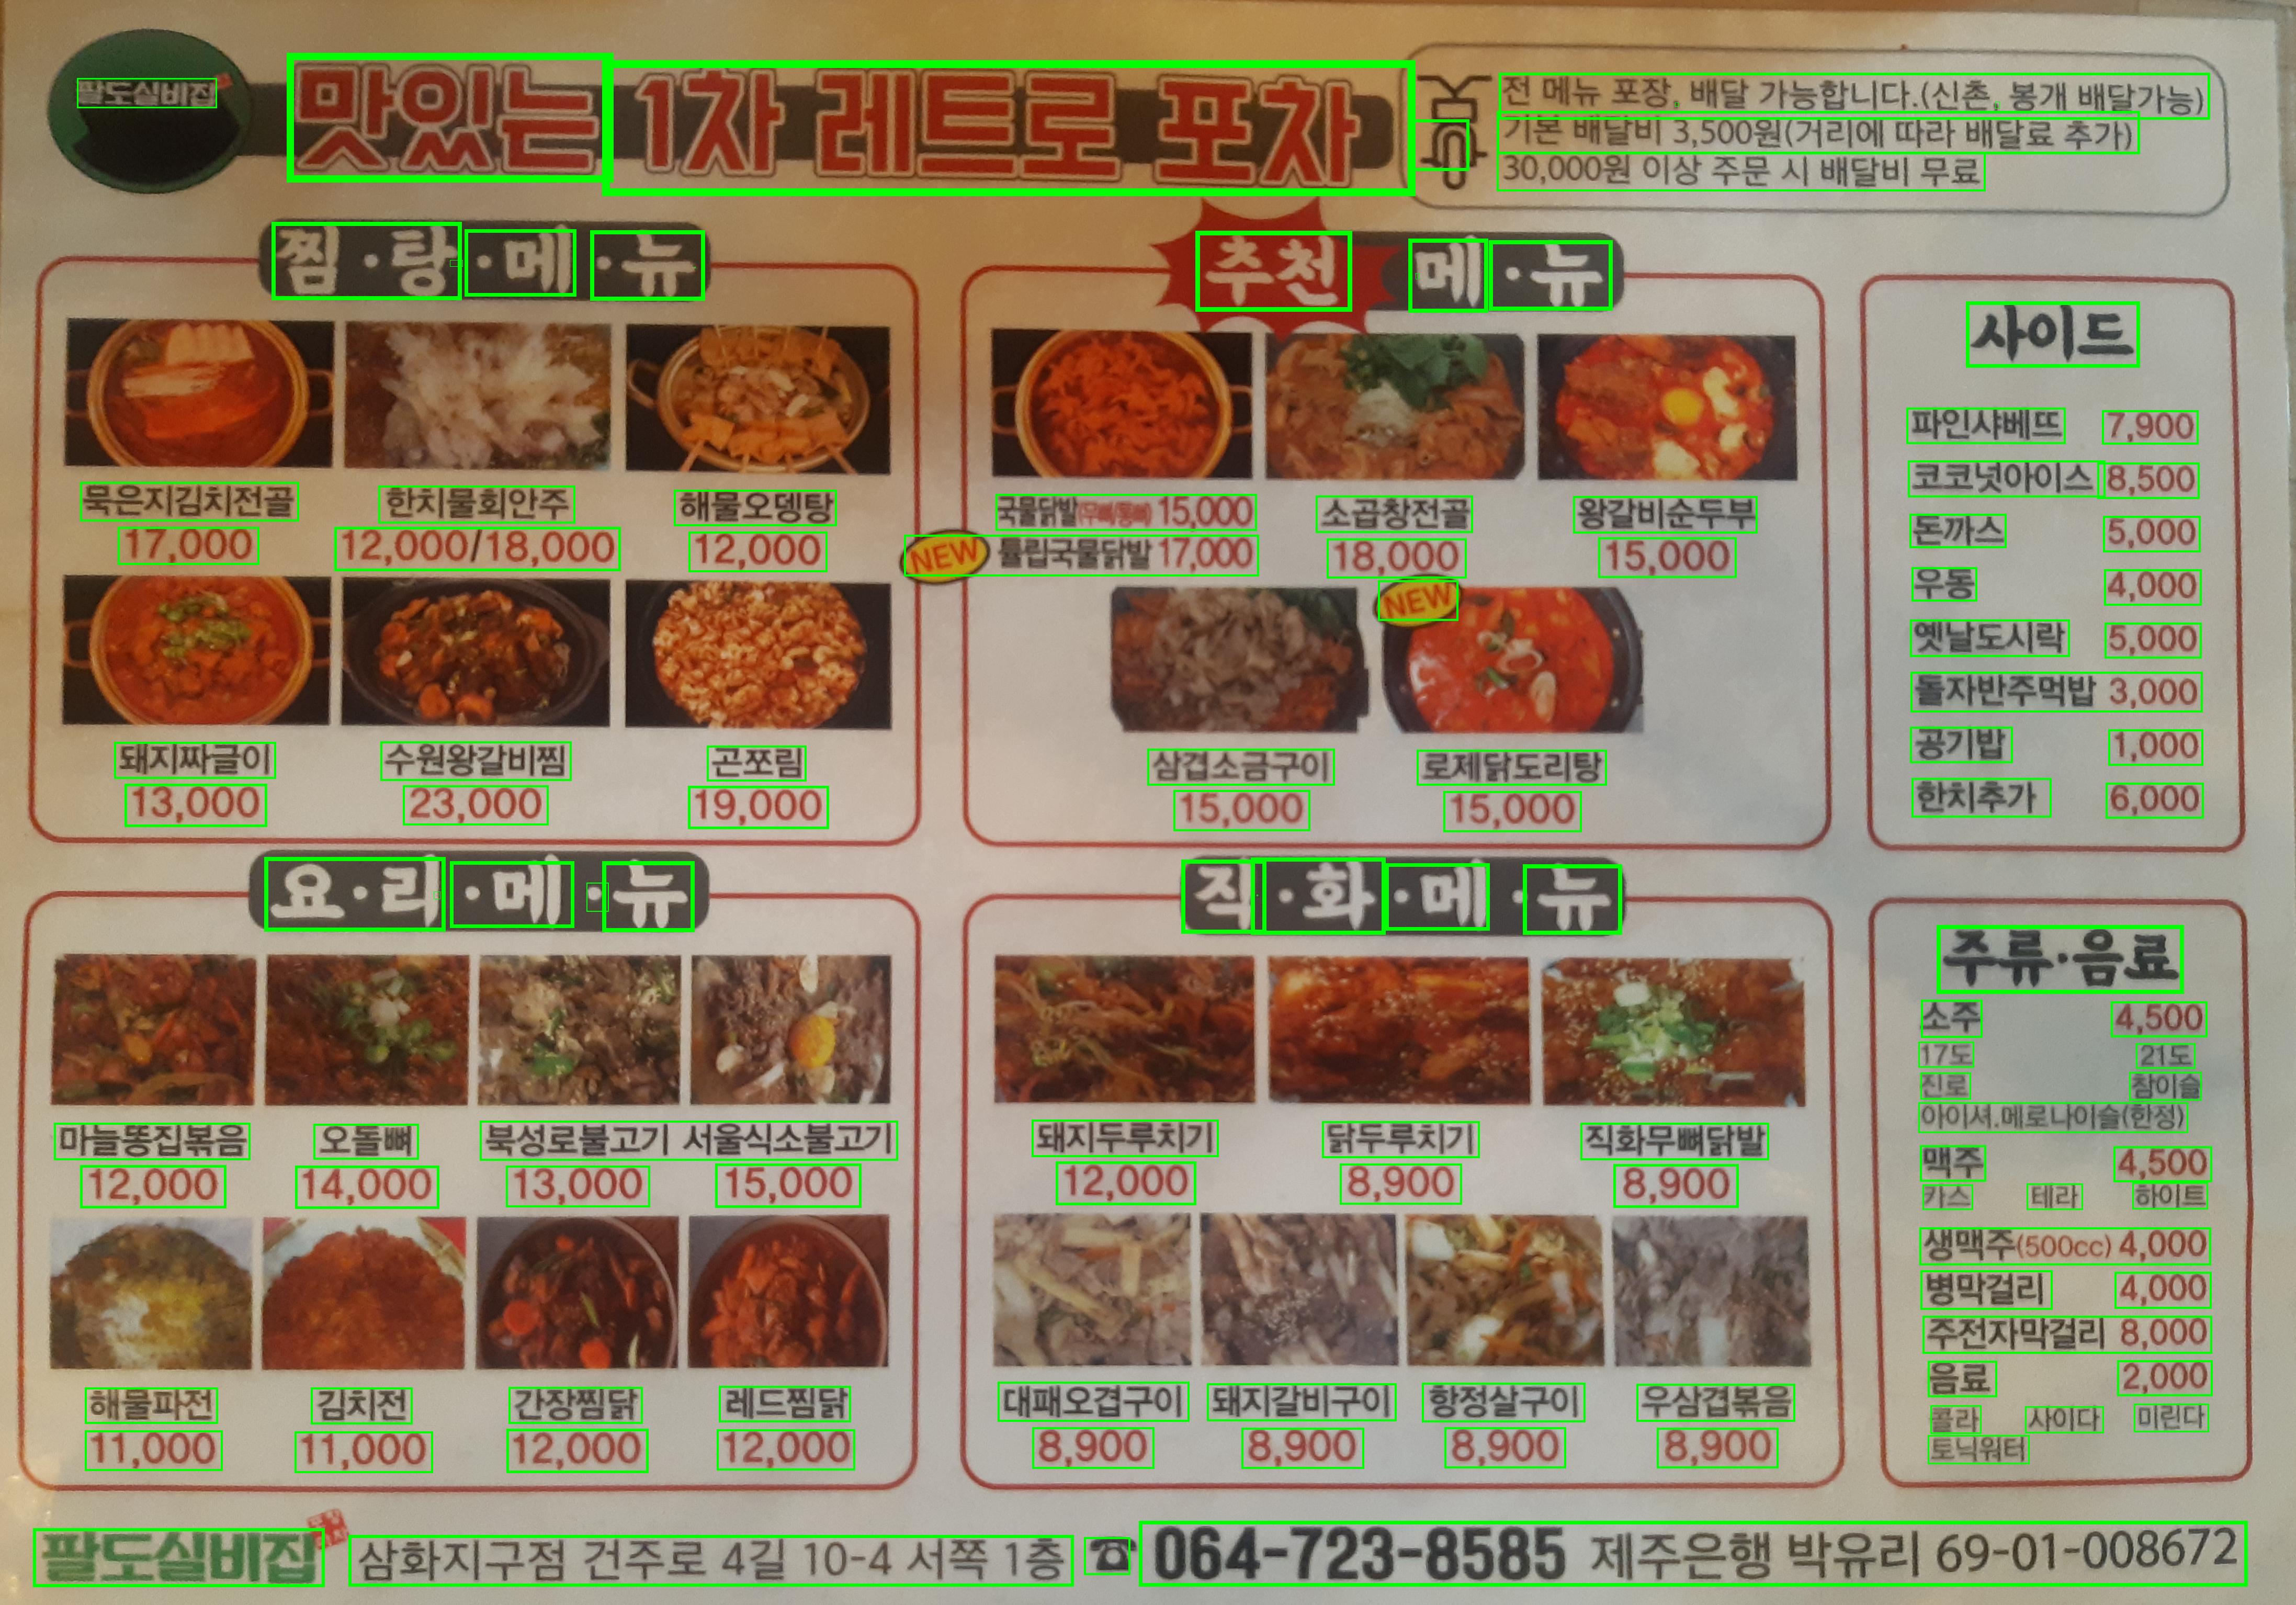 팔도실비집
맛있는 1차 레트로 포차
전 메뉴 포장, 배달 가능합니다.(신촌, 봉개 배달가능)
기본 배달비 3,500원(거리에 따라 배달료 추가)
30,000원 이상 주문 시 배달비 무료
찜·탕·메·뉴
묵은지김치전골 한치물회안주 해물오뎅탕
17,000 12,000/18,000 12,000
돼지짜글이 수원왕갈비찜 곤쪼림
13,000 23,000 19,000
추천 메·뉴
국물닭발(무뼈/통뼈) 15,000 소곱창전골 왕갈비순두부
NEW 튤립국물닭발 17,000 18,000 15,000
NEW
삼겹소금구이 로제닭도리탕
15,000 15,000
사이드
파인샤베뜨 7,900
코코넛아이스 8,500
돈까스 5,000
우동 4,000
옛날도시락 5,000
돌자반주먹밥 3,000
공기밥 1,000
한치추가 6,000
요·리·메·뉴
마늘똥집볶음 오돌뼈 북성로불고기 서울식소불고기
12,000 14,000 13,000 15,000
해물파전 김치전 간장찜닭 레드찜닭
11,000 11,000 12,000 12,000
직·화·메·뉴
돼지두루치기 닭두루치기 직화무뼈닭발
12,000 8,900 8,900
대패오겹구이 돼지갈비구이 항정살구이 우삼겹볶음
8,900 8,900 8,900 8,900
주류·음료
소주 4,500
17도 21도
진로 참이슬
아이셔.메로나이슬(한정)
맥주 4,500
카스 테라 하이트
생맥주(500cc) 4,000
병막걸리 4,000
주전자막걸리 8,000
음료 2,000
콜라 사이다 미린다
토닉워터
팔도실비집 삼화지구점 건주로 4길 10-4 서쪽 1층 ☎ 064-723-8585 제주은행 박유리 69-01-008672